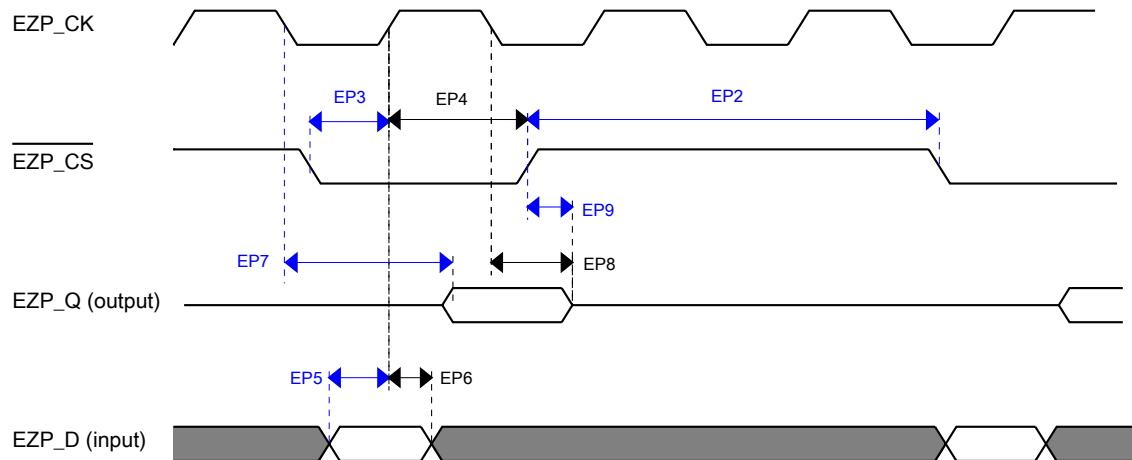 EZP_CK
EP3
EP4
EP2
EZP_CS
EP9
EP7
EP8
EZP_Q (output)
EP5
EP6
EZP_D (input)